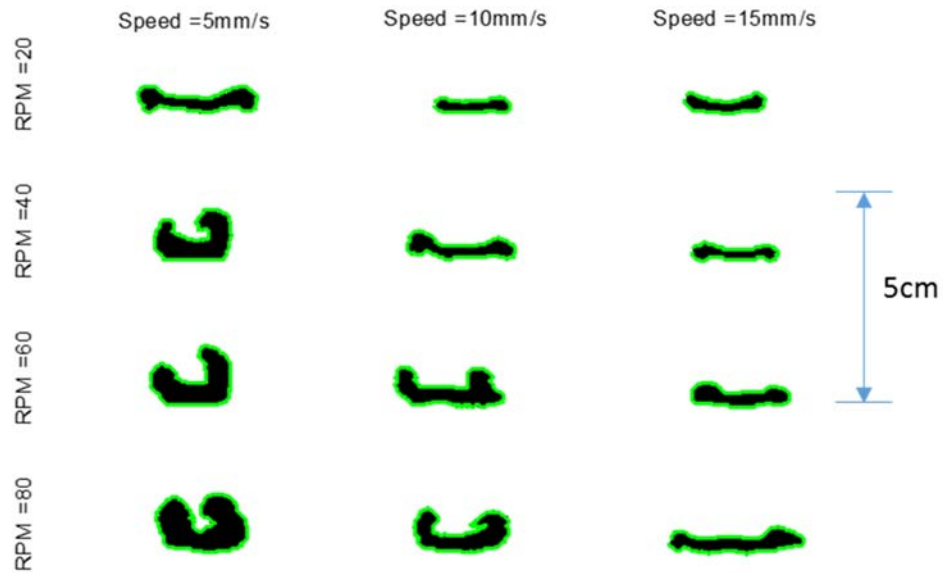 Speed =5mm/s
Speed =10mm/s
Speed =15mm/s
RPM =20
RPM =40
5cm
RPM =60
RPM =80